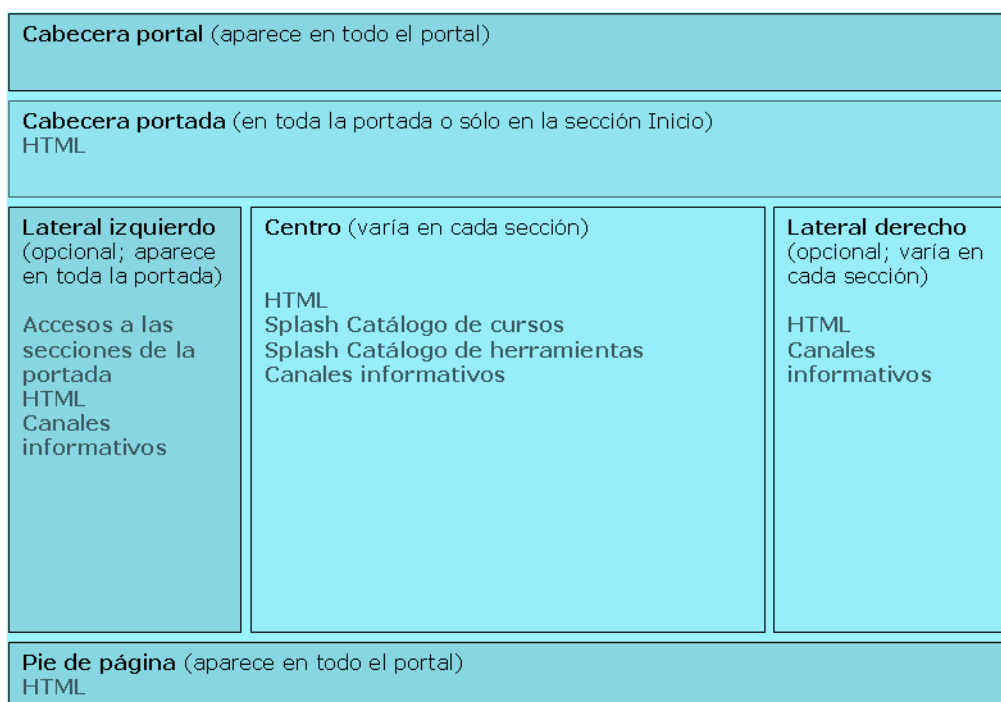 Cabecera portal (aparece en todo el portal)
Cabecera portada (en toda la portada o sólo en la sección Inicio)
HTML
Lateral izquierdo
(opcional; aparece
en toda la portada)
Accesos a las
secciones de la
portada
HTML
Canales
informativos
Centro (varía en cada sección)
HTML
Splash Catálogo de cursos
Splash Catálogo de herramientas
Canales informativos
Lateral derecho
(opcional; varía en
cada sección)
HTML
Canales
informativos
Pie de página (aparece en todo el portal)
HTML